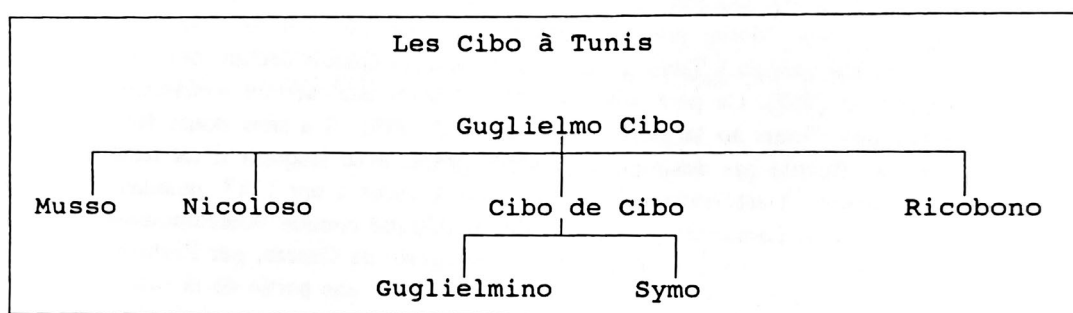 Les Cibo à Tunis
Guglielmo Cibo
Musso Nicoloso Cibo de Cibo Ricobono
Guglielmino Symo